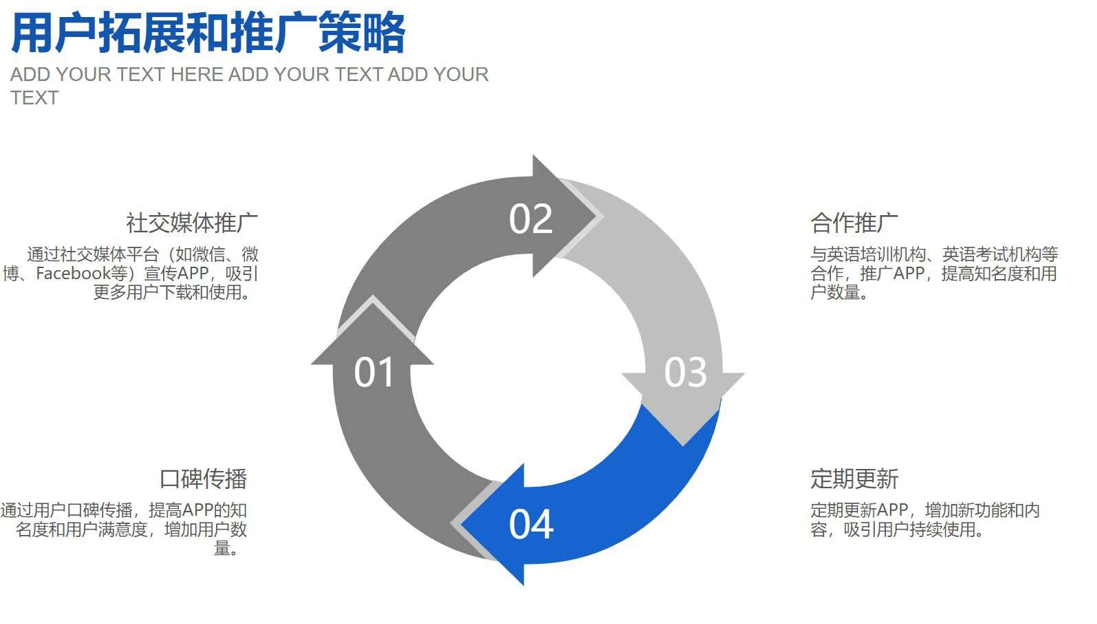 用户拓展和推广策略
ADD YOUR TEXT HERE ADD YOUR TEXT ADD YOUR
TEXT
社交媒体推广
通过社交媒体平台（如微信、微
博、Facebook等）宣传APP，吸引
更多用户下载和使用。
02
合作推广
与英语培训机构、英语考试机构等
合作，推广APP，提高知名度和用
户数量。
01
03
口碑传播
通过用户口碑传播，提高APP的知
名度和用户满意度，增加用户数
量。
04
定期更新
定期更新APP，增加新功能和内
容，吸引用户持续使用。